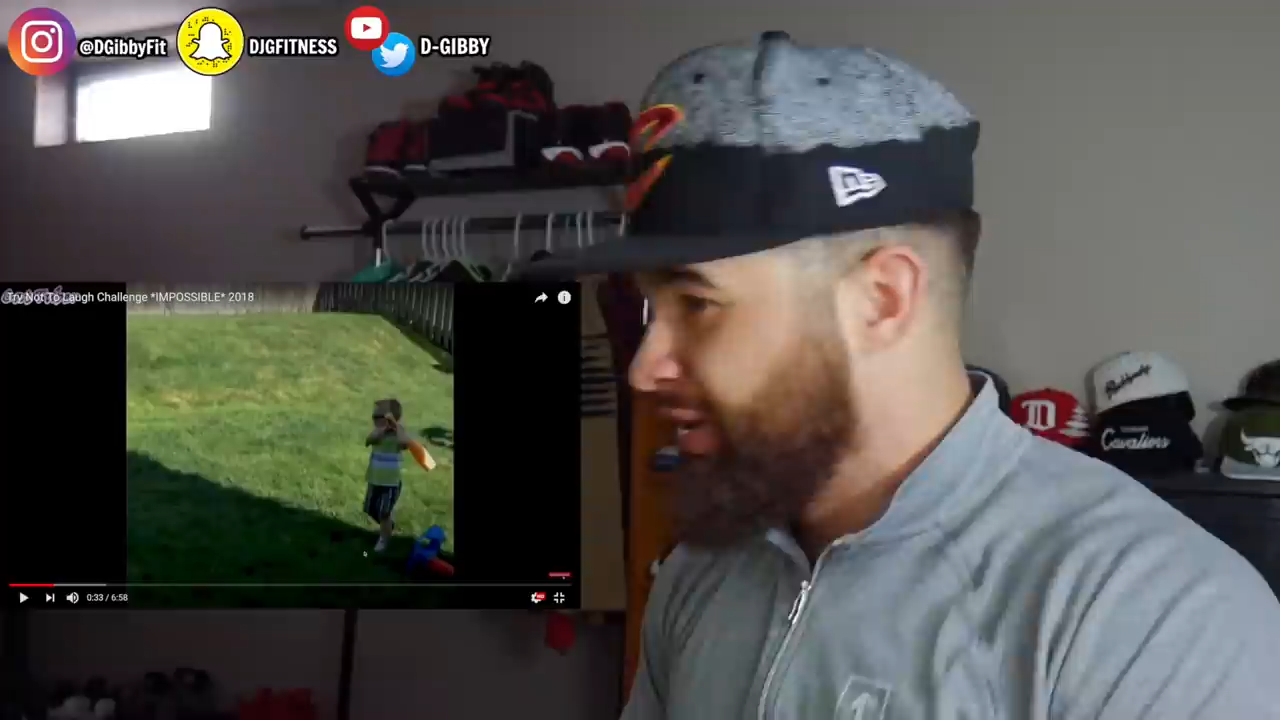 @DGibbyFit
DJGFITNESS
D-GIBBY
Try Not To Laugh Challenge *IMPOSSIBLE* 2018
0:33 / 6:58
D
Cavaliers